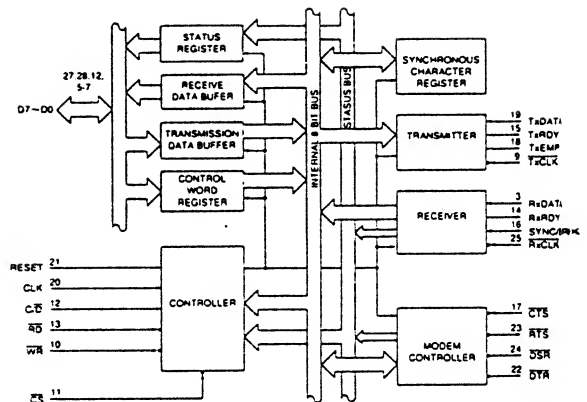 STATUS
REGISTER
27,28,12,
5-7
D7~D0
RECEIVE
DATA BUFER
TRANSMISSION
DATA BUFFER
CONTROL
WORD
REGISTER
INTERNAL 8 BIT BUS
STASUS BUS
SYNCHRONOUS
CHARACTER
REGISTER
TRANSMITTER
19 TxDATA
15 TxRDY
18 TxEMP
9 TxCLK
RECEIVER
3 RxDATA
14 RxRDY
16
25 RxCLK
RESET 21
CLK 20
C/D 12
RD 13
WR 10
CS 11
CONTROLLER
MODEM
CONTROLLER
17 CTS
23 RTS
24 DSR
22 DTR